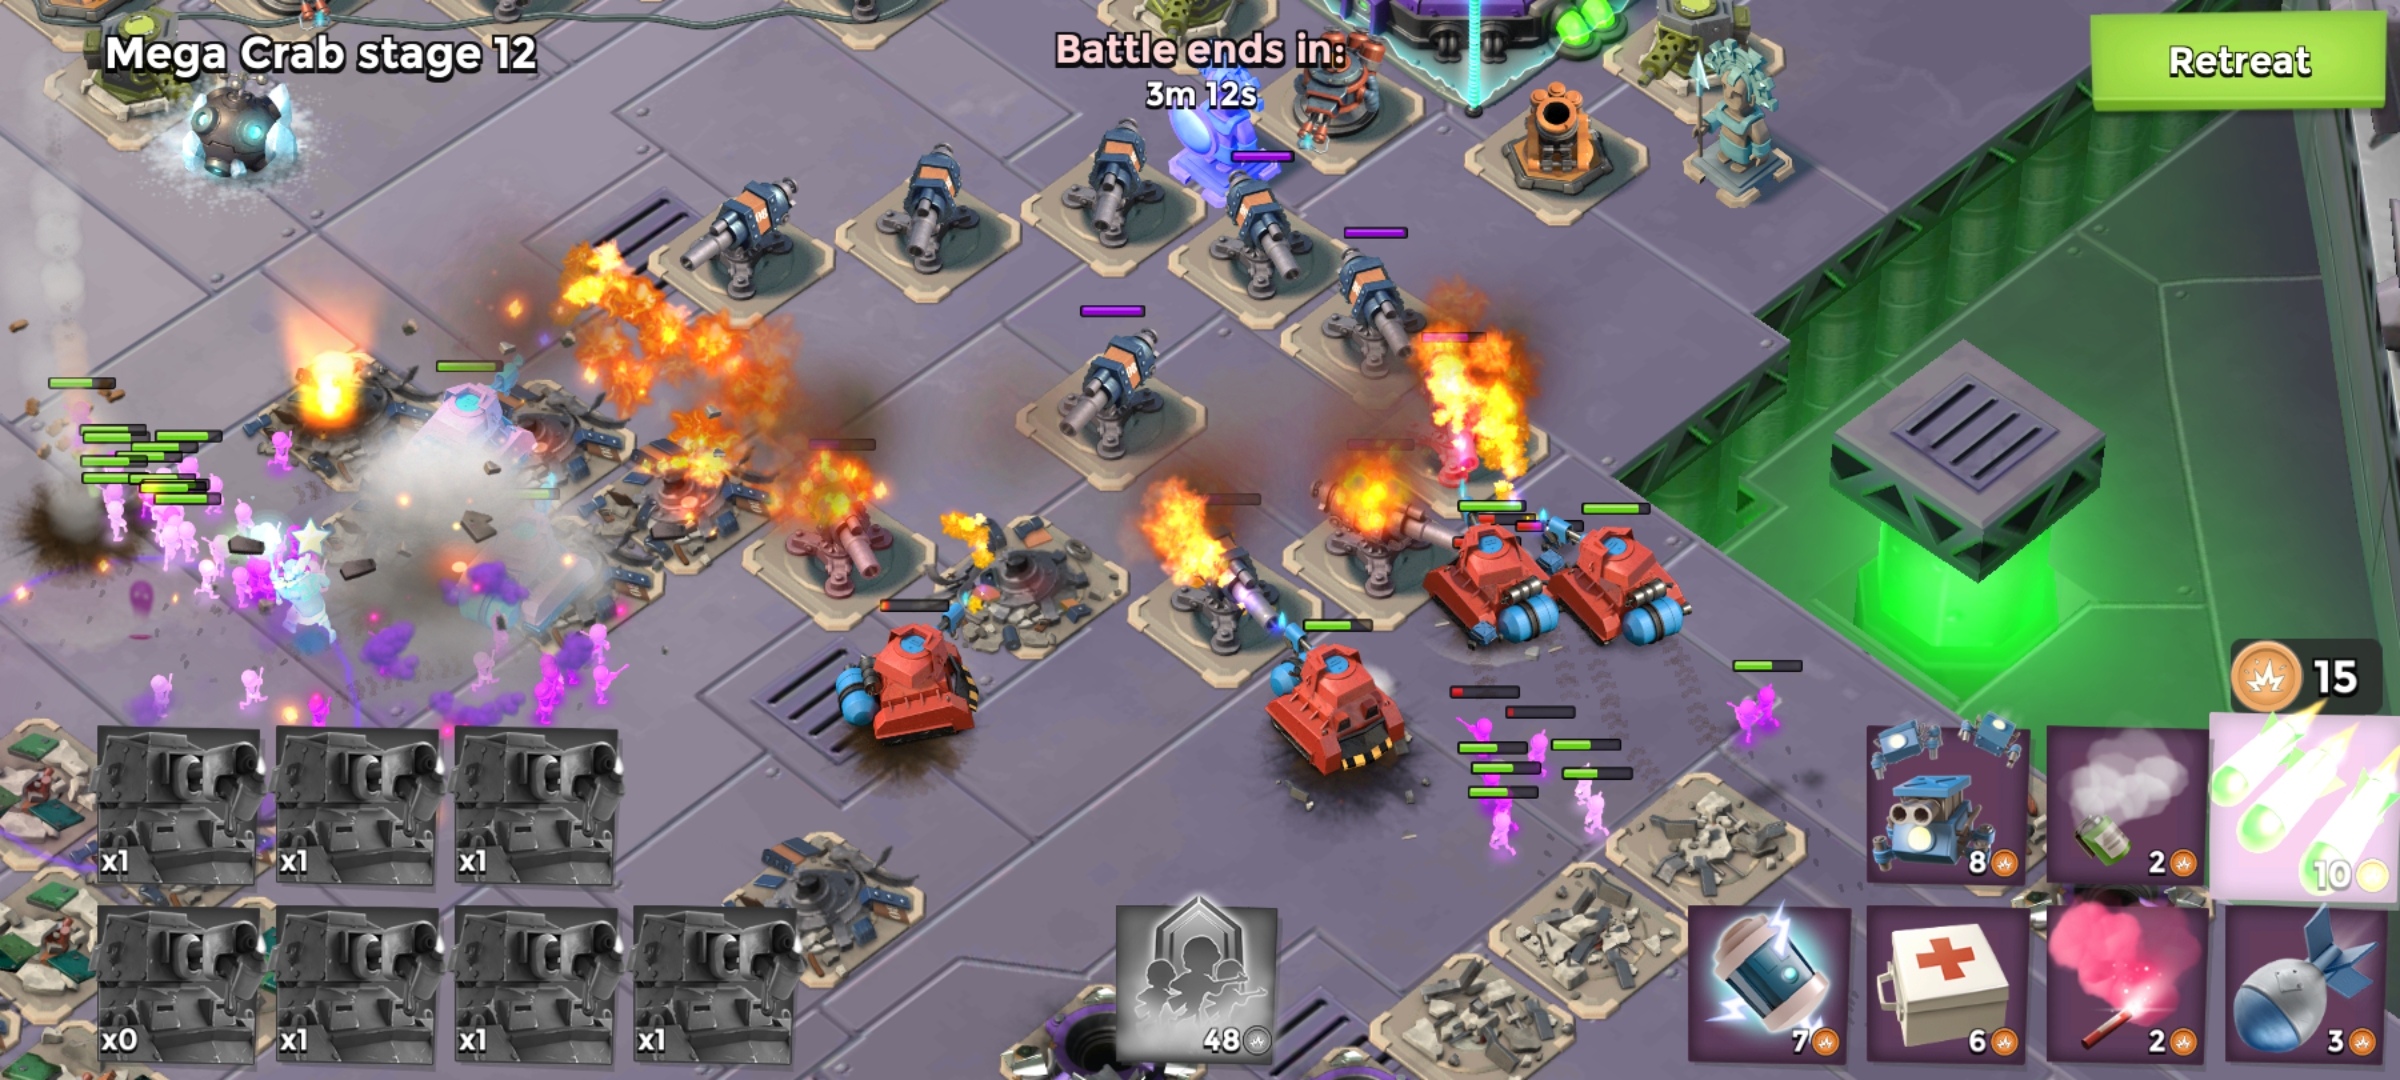 Mega Crab stage 12
Battle ends in:
3m 12s
Retreat
15
x1
x1
x1
8
2
10
x0
x1
x1
x1
48
7
6
2
3